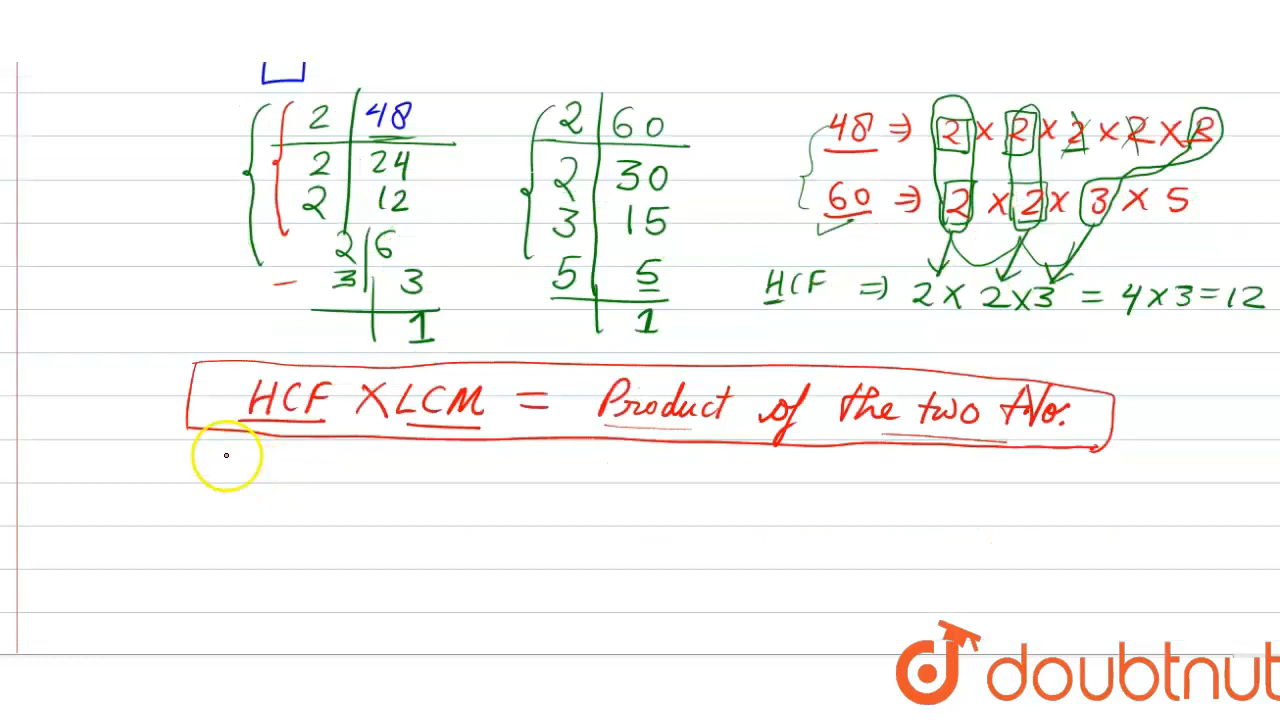 2 48
2 24
2 12
2 6
3 3
1
2 60
2 30
3 15
5 5
1
48 ⇒ 2 × 2 × 2 × 2 × 3
60 ⇒ 2 × 2 × 3 × 5
HCF ⇒ 2 × 2 × 3 = 4 × 3 = 12
HCF × LCM = Product of the two No.
doubtnut